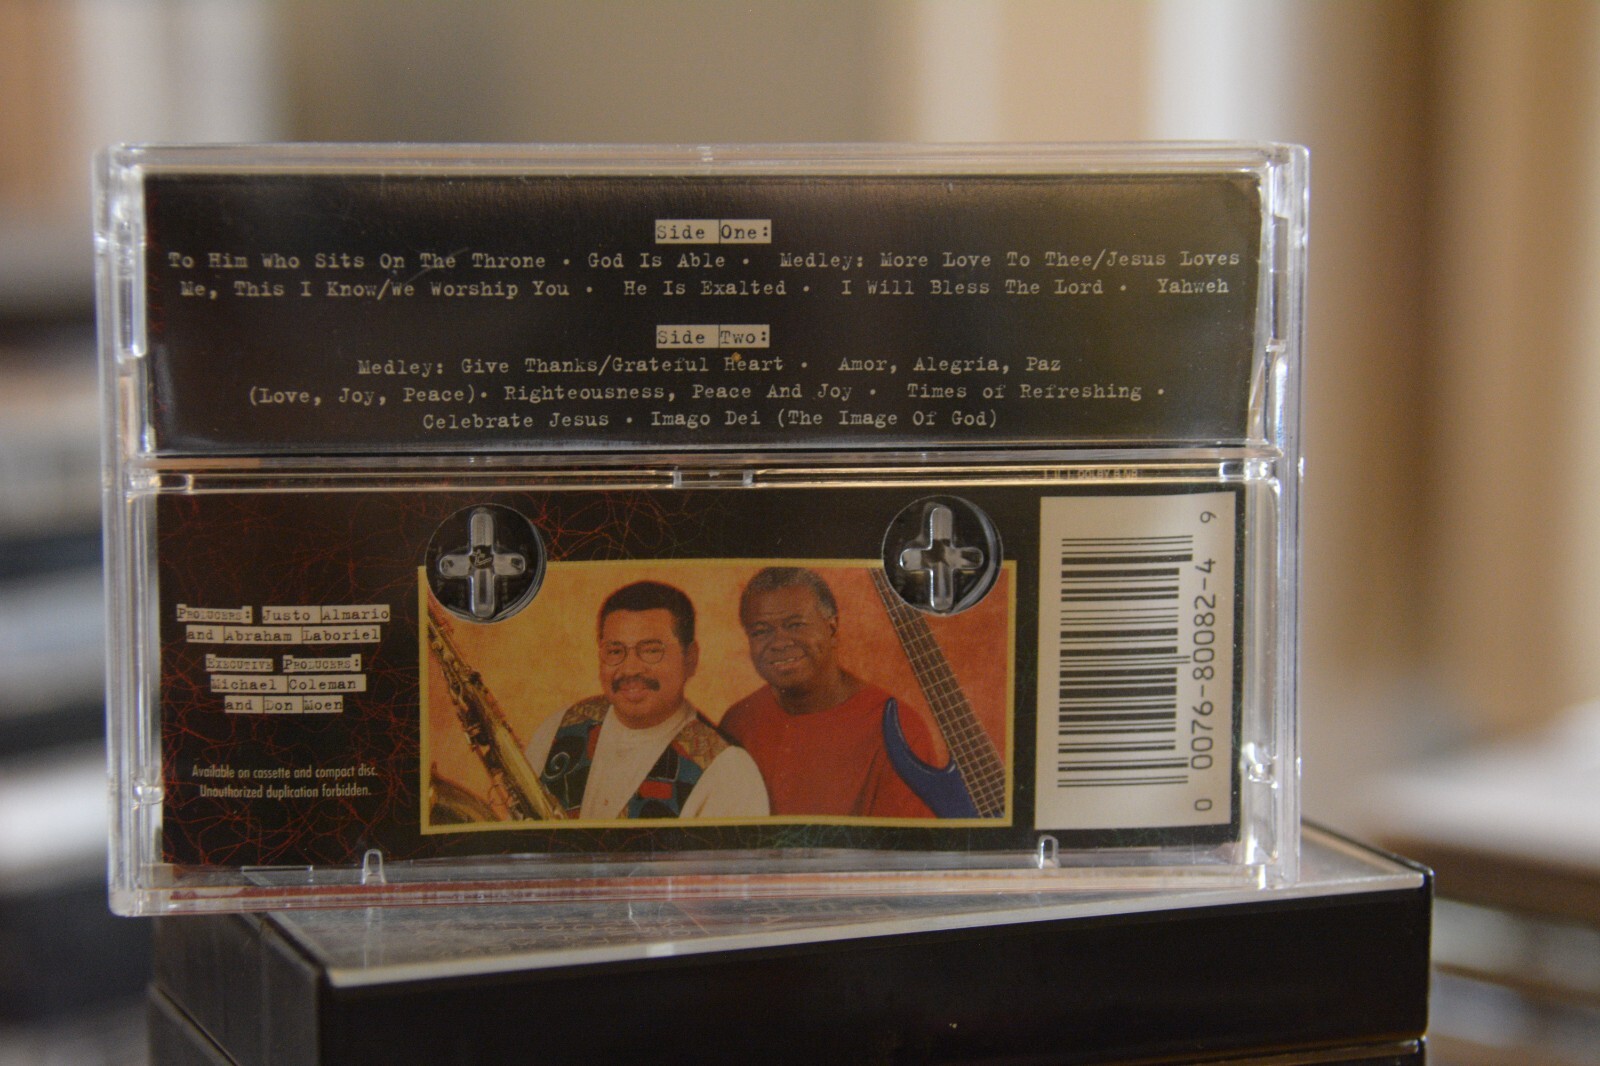 Side One:
To Him Who Sits On The Throne • God Is Able • Medley: More Love To Thee/Jesus Loves
Me, This I Know/We Worship You • He Is Exalted • I Will Bless The Lord • Yahweh
Side Two:
Medley: Give Thanks/Grateful Heart • Amor, Alegria, Paz
(Love, Joy, Peace)• Righteousness, Peace And Joy • Times of Refreshing •
Celebrate Jesus • Imago Dei (The Image Of God)
PRODUCERS: Justo Almario
and Abraham Laboriel
EXECUTIVE PRODUCERS:
Michael Coleman
and Don Moen
Available on cassette and compact disc.
Unauthorized duplication forbidden.
0 0076-80082-4 9